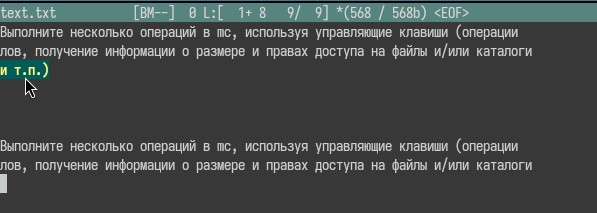 text.txt [BM--] 0 L:[ 1+ 8 9/ 9] *(568 / 568b) <EOF>
Выполните несколько операций в mc, используя управляющие клавиши (операции
лов, получение информации о размере и правах доступа на файлы и/или каталоги
и т.п.)
Выполните несколько операций в mc, используя управляющие клавиши (операции
лов, получение информации о размере и правах доступа на файлы и/или каталоги